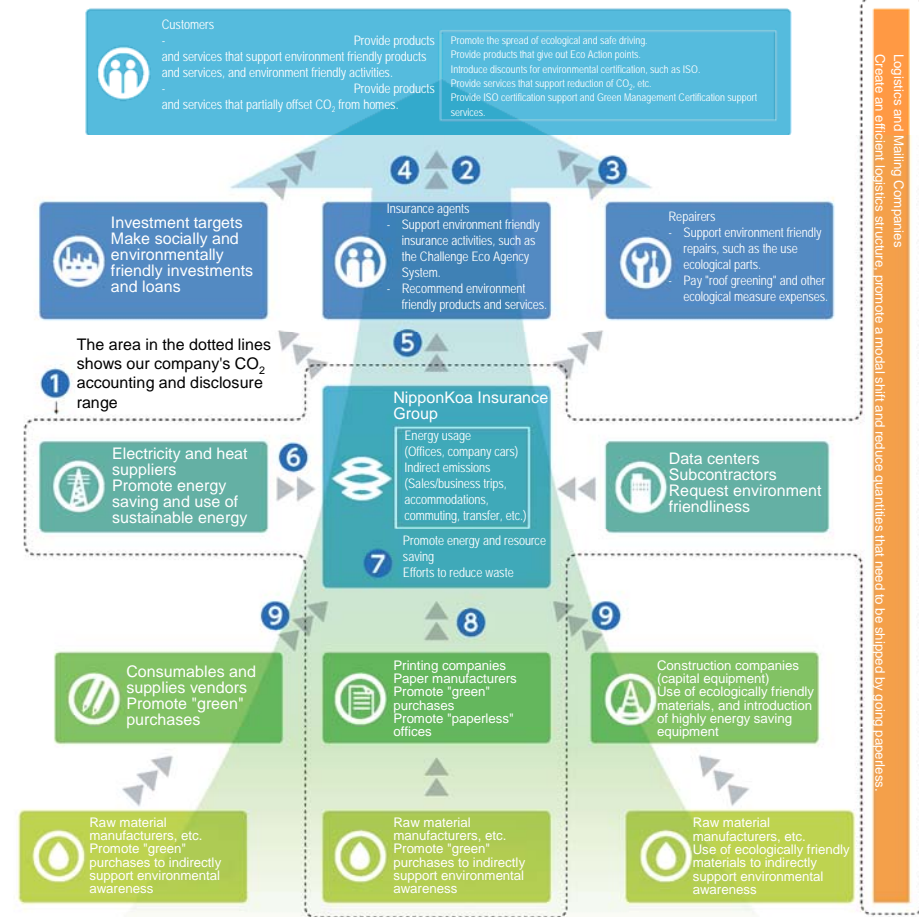 Customers
-
Provide products
and services that support environment friendly products
and services, and environment friendly activities.
-
Provide products
and services that partially offset CO2 from homes.
Promote the spread of ecological and safe driving.
Provide products that give out Eco Action points.
Introduce discounts for environmental certification, such as ISO.
Provide services that support reduction of CO2, etc.
Provide ISO certification support and Green Management Certification support
services.
4
2
3
Investment targets
Make socially and
environmentally
friendly investments
and loans
Insurance agents
- Support environment friendly
insurance activities, such as
the Challenge Eco Agency
System.
- Recommend environment
friendly products and services.
Repairers
- Support environment friendly
repairs, such as the use
ecological parts.
- Pay "roof greening" and other
ecological measure expenses.
5
1
The area in the dotted lines
shows our company's CO2
accounting and disclosure
range
Electricity and heat
suppliers
Promote energy
saving and use of
sustainable energy
6
NipponKoa Insurance
Group
Energy usage
(Offices, company cars)
Indirect emissions
(Sales/business trips,
accommodations,
commuting, transfer, etc.)
7
Promote energy and resource
saving
Efforts to reduce waste
Data centers
Subcontractors
Request environment
friendliness
9
8
9
Consumables and
supplies vendors
Promote "green"
purchases
Printing companies
Paper manufacturers
Promote "green"
purchases
Promote "paperless"
offices
Construction companies
(capital equipment)
Use of ecologically friendly
materials, and introduction
of highly energy saving
equipment
Raw material
manufacturers, etc.
Promote "green"
purchases to indirectly
support environmental
awareness
Raw material
manufacturers, etc.
Promote "green"
purchases to indirectly
support environmental
awareness
Raw material
manufacturers, etc.
Use of ecologically friendly
materials to indirectly
support environmental
awareness
Logistics and Mailing Companies
Create an efficient logistics structure, promote a modal shift and reduce quantities that need to be shipped by going paperless.